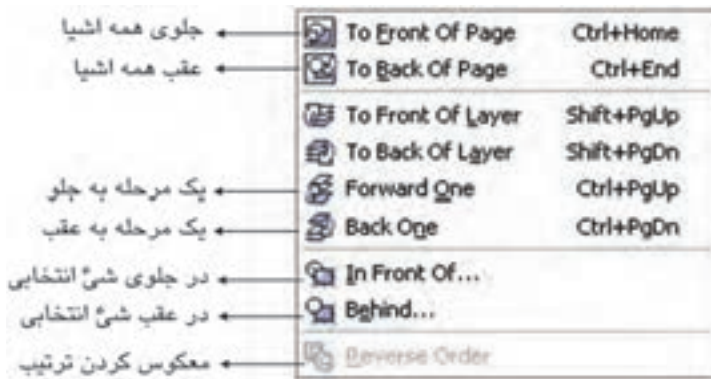 جلوی همه اشیا To Front Of Page Ctrl+Home
عقب همه اشیا To Back Of Page Ctrl+End
To Front Of Layer Shift+PgUp
To Back Of Layer Shift+PgDn
یک مرحله به جلو Forward One Ctrl+PgUp
یک مرحله به عقب Back One Ctrl+PgDn
در جلوی شئ انتخابی In Front Of...
در عقب شئ انتخابی Behind...
معکوس کردن ترتیب Reverse Order